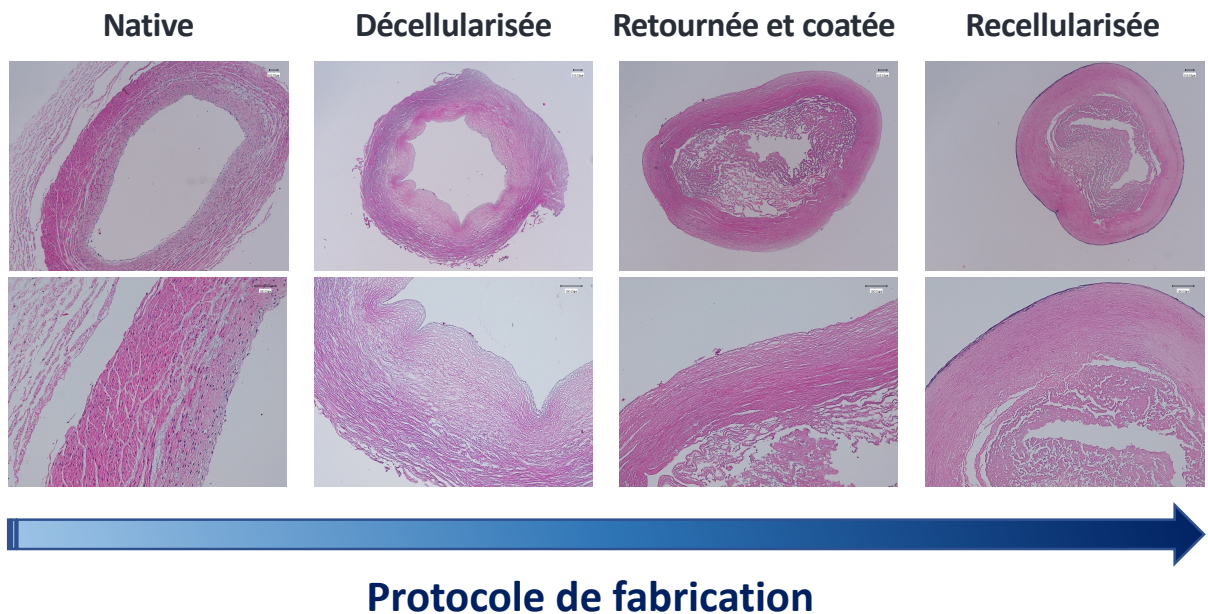 Native
Décellularisée
Retournée et coatée
Recellularisée
Protocole de fabrication